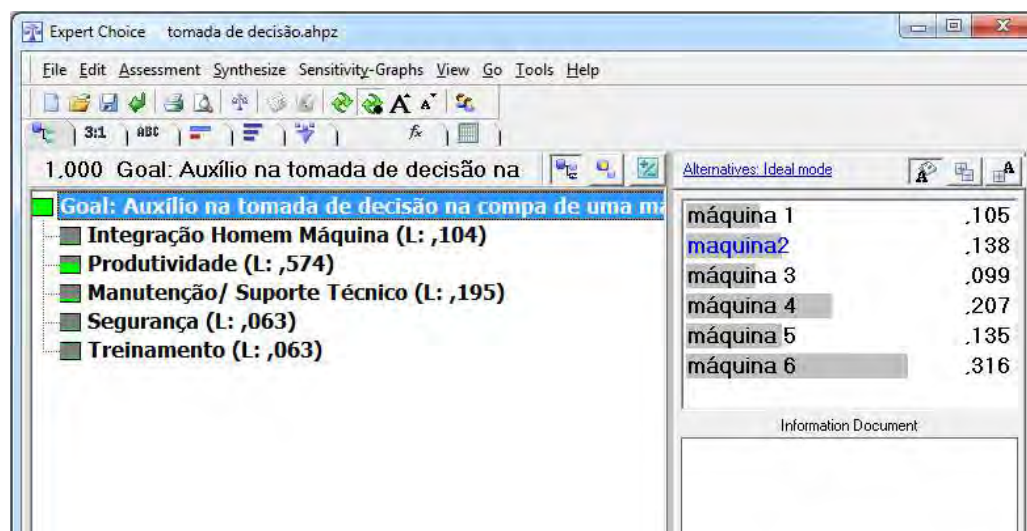 Expert Choice tomada de decisão.ahpz
File Edit Assessment Synthesize Sensitivity-Graphs View Go Tools Help
A A
3:1 ABC fx
1,000 Goal: Auxílio na tomada de decisão na
Alternatives: Ideal mode
A A
Goal: Auxílio na tomada de decisão na compa de uma má
Integração Homem Máquina (L: ,104)
Produtividade (L: ,574)
Manutenção/ Suporte Técnico (L: ,195)
Segurança (L: ,063)
Treinamento (L: ,063)
máquina 1 ,105
maquina2 ,138
máquina 3 ,099
máquina 4 ,207
máquina 5 ,135
máquina 6 ,316
Information Document